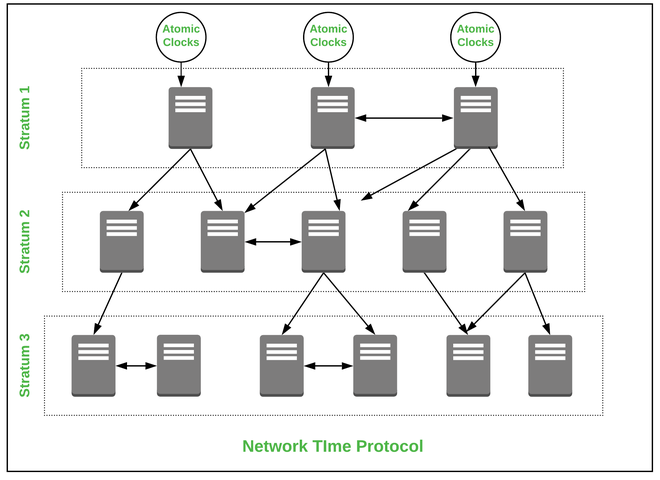 Atomic
Clocks
Atomic
Clocks
Atomic
Clocks
Stratum 1
Stratum 2
Stratum 3
Network TIme Protocol